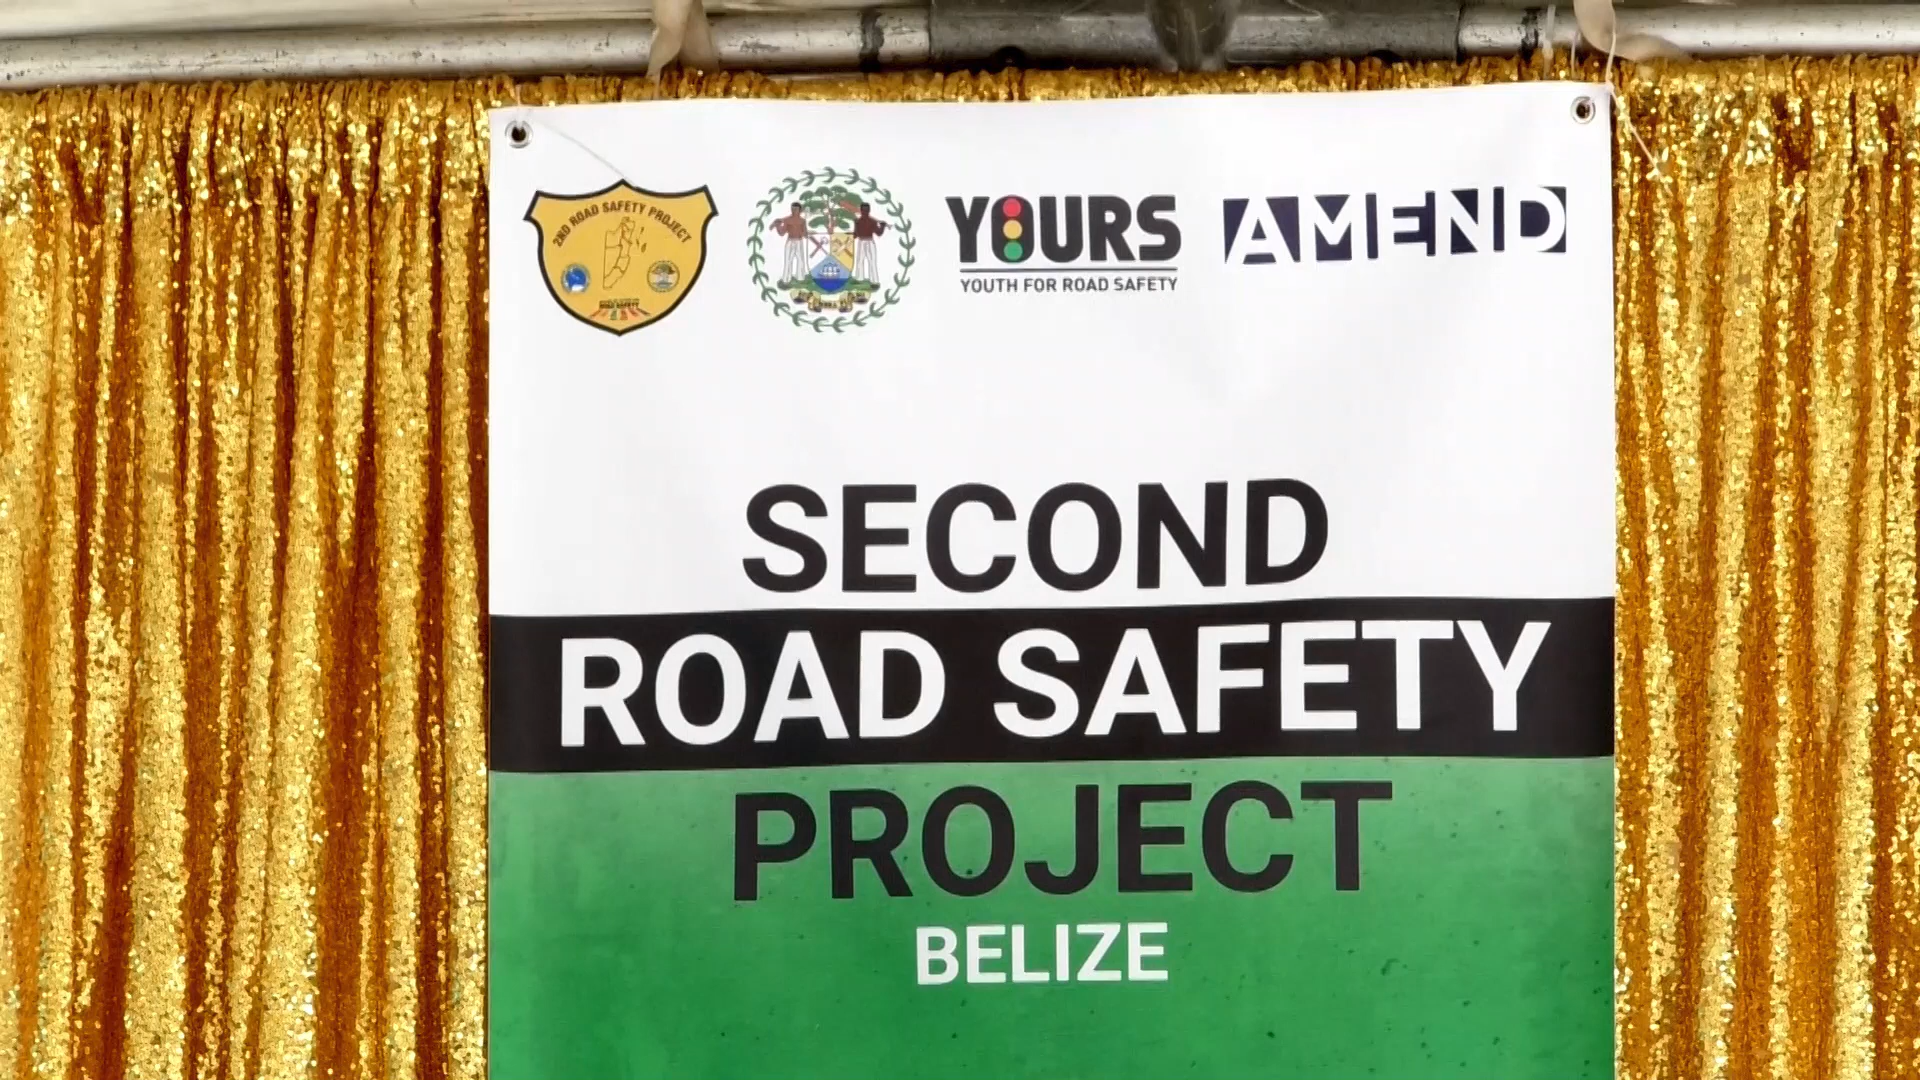 2ND ROAD SAFETY PROJECT
YOURS
YOUTH FOR ROAD SAFETY
AMEND
SECOND
ROAD SAFETY
PROJECT
BELIZE